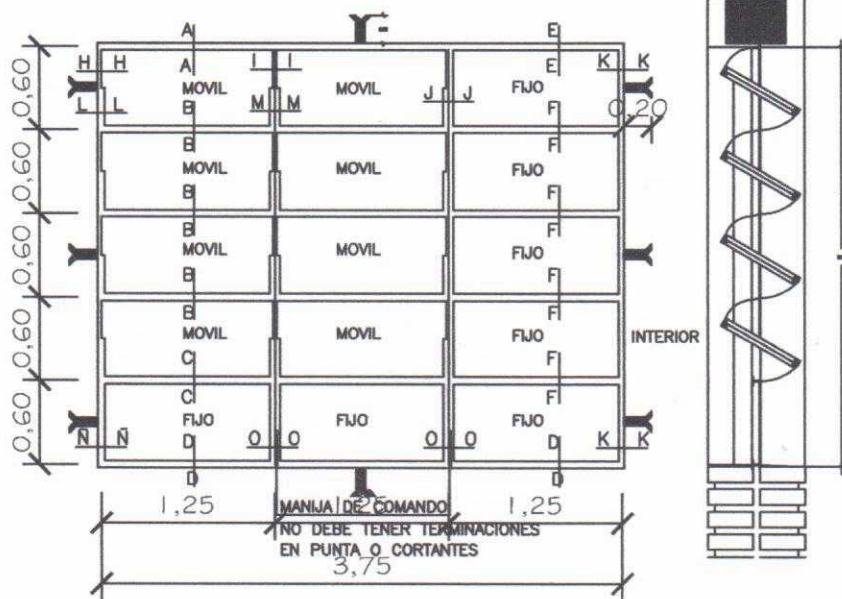 A E
H H A I I E K K
MOVIL MOVIL FIJO
L L B M M J J F 0,20
0,60
B F
MOVIL MOVIL FIJO
B F
0,60
B F
MOVIL MOVIL FIJO
B F
0,60
B F
MOVIL MOVIL FIJO INTERIOR
C F
0,60
C F
FIJO FIJO FIJO
Ñ Ñ D O O O O D K K
0,60
D D
1,25 1,25 1,25
MANIJA DE COMANDO
NO DEBE TENER TERMINACIONES
EN PUNTA O CORTANTES
3,75